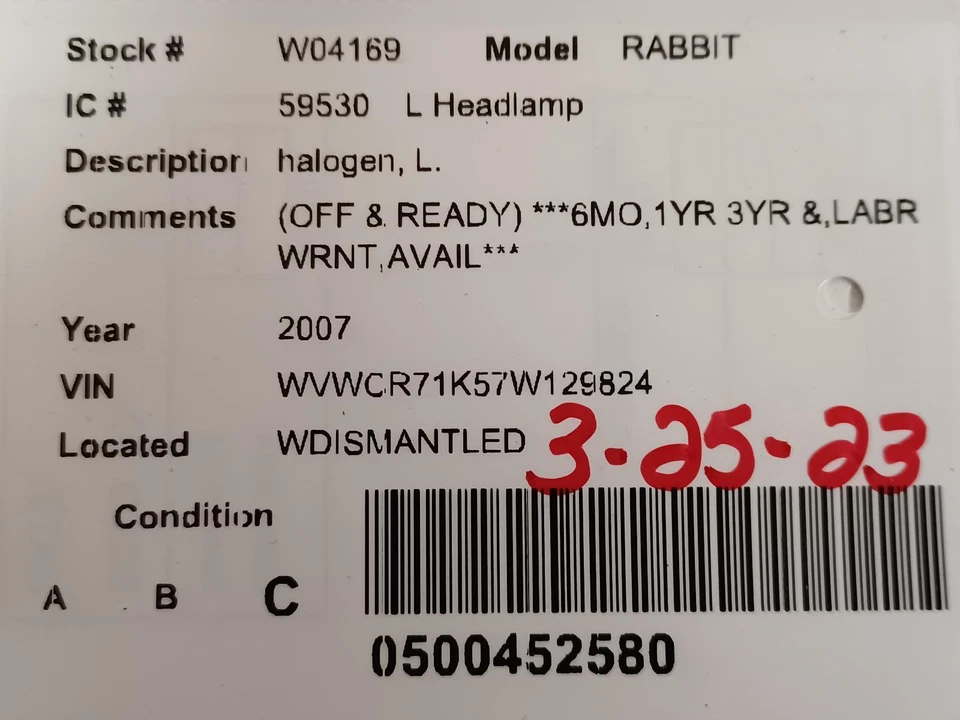 Stock # W04169 Model RABBIT
IC # 59530 L Headlamp
Description halogen, L.
Comments (OFF & READY) ***6MO,1YR 3YR &,LABR
WRNT,AVAIL***
Year 2007
VIN WVWCR71K57W129824
Located WDISMANTLED 3-25-23
Condition
A B C
0500452580